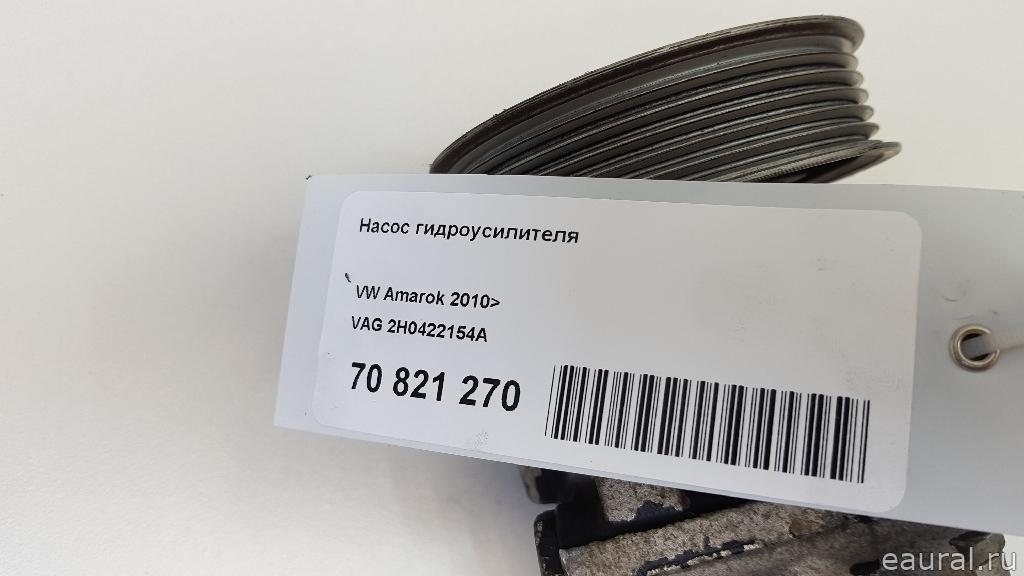 Насос гидроусилителя
VW Amarok 2010>
VAG 2H0422154A
70 821 270
eaural.ru